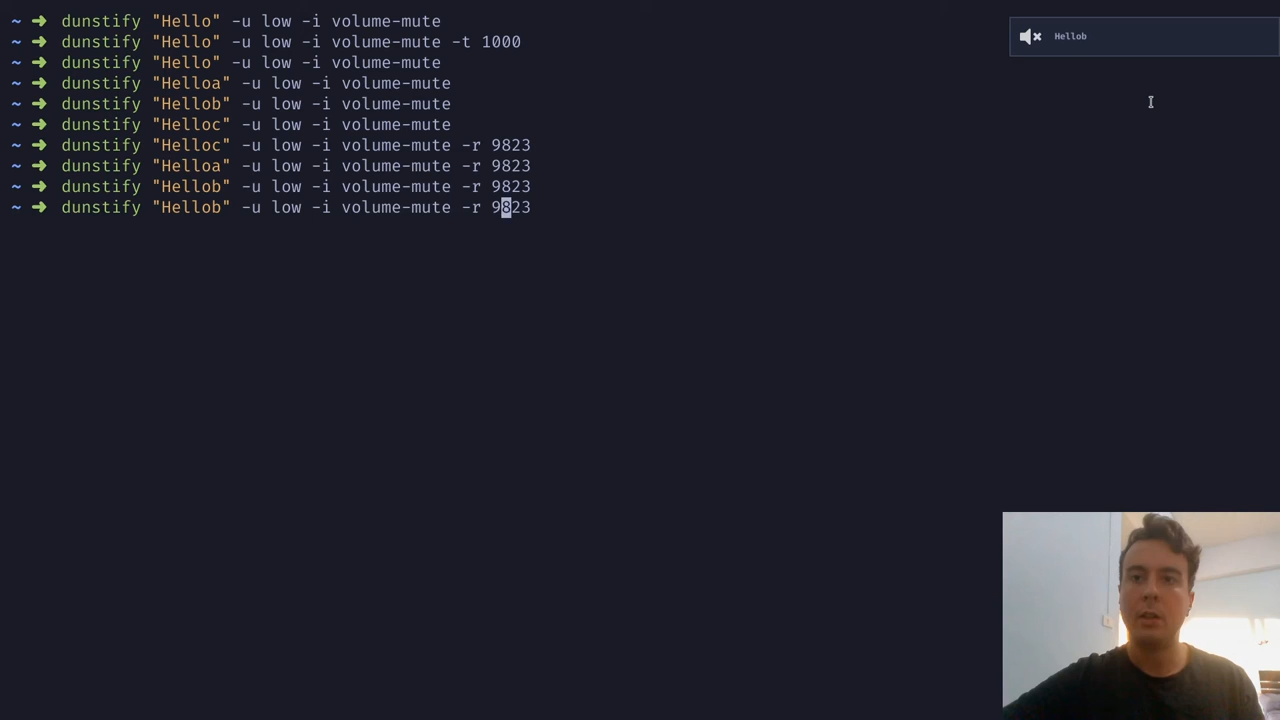 ~ ➜ dunstify "Hello" -u low -i volume-mute
~ ➜ dunstify "Hello" -u low -i volume-mute -t 1000
~ ➜ dunstify "Hello" -u low -i volume-mute
~ ➜ dunstify "Helloa" -u low -i volume-mute
~ ➜ dunstify "Hellob" -u low -i volume-mute
~ ➜ dunstify "Helloc" -u low -i volume-mute
~ ➜ dunstify "Helloc" -u low -i volume-mute -r 9823
~ ➜ dunstify "Helloa" -u low -i volume-mute -r 9823
~ ➜ dunstify "Hellob" -u low -i volume-mute -r 9823
~ ➜ dunstify "Hellob" -u low -i volume-mute -r 9823
Hellob